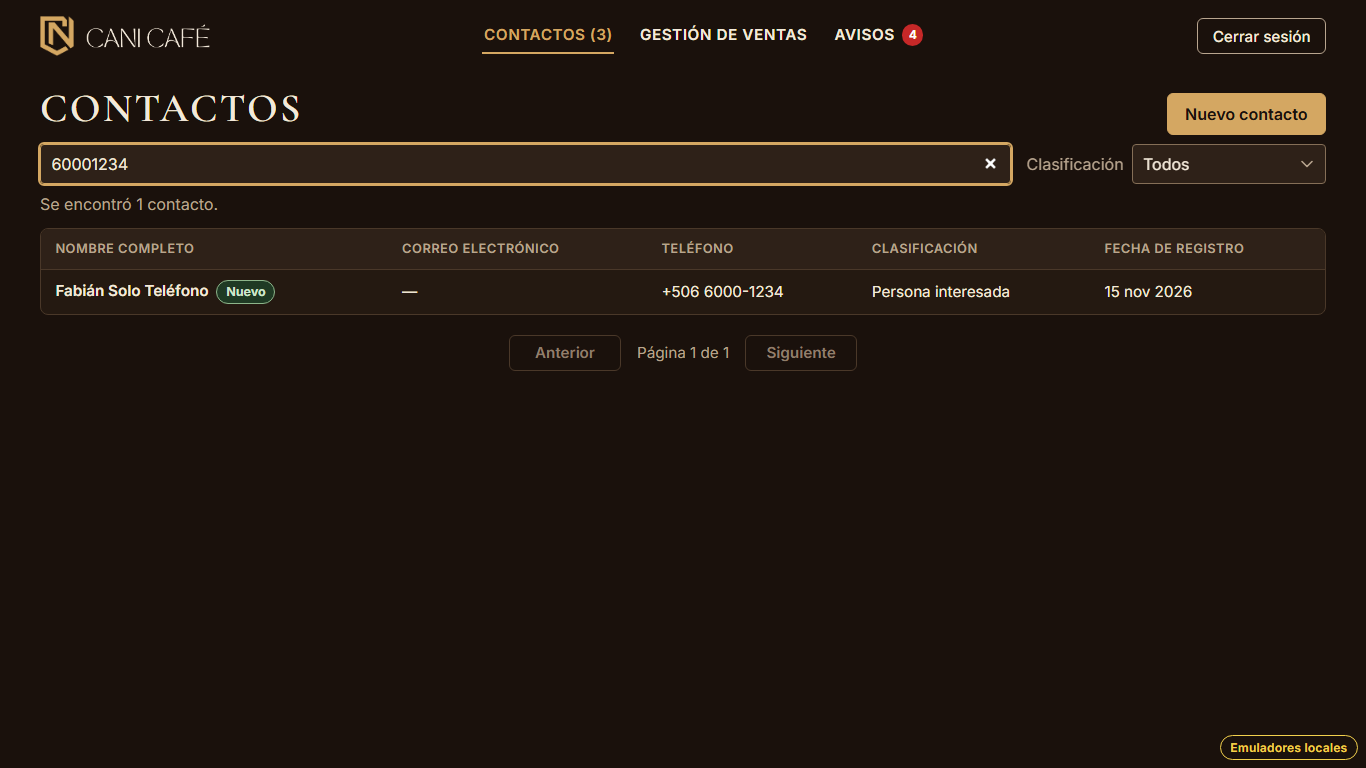 CANI CAFÉ
CONTACTOS (3)
GESTIÓN DE VENTAS
AVISOS 4
Cerrar sesión
CONTACTOS
Nuevo contacto
60001234 ×
Clasificación Todos
Se encontró 1 contacto.
NOMBRE COMPLETO CORREO ELECTRÓNICO TELÉFONO CLASIFICACIÓN FECHA DE REGISTRO
Fabián Solo Teléfono Nuevo — +506 6000-1234 Persona interesada 15 nov 2026
Anterior Página 1 de 1 Siguiente
Emuladores locales